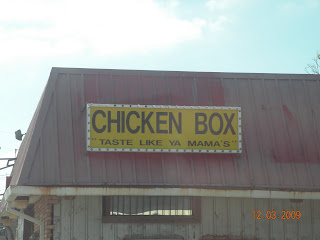 CHICKEN BOX
"TASTE LIKE YA MAMA'S"
12 03 2009